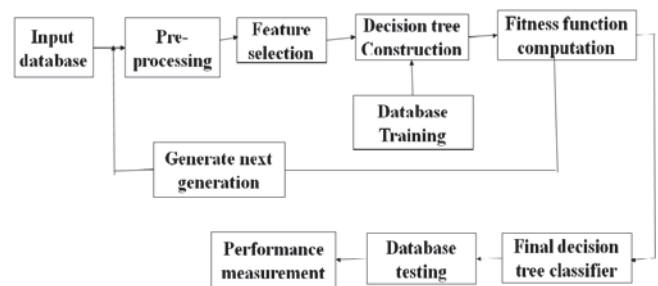 Input
database
Pre-
processing
Feature
selection
Decision tree
Construction
Fitness function
computation
Database
Training
Generate next
generation
Performance
measurement
Database
testing
Final decision
tree classifier